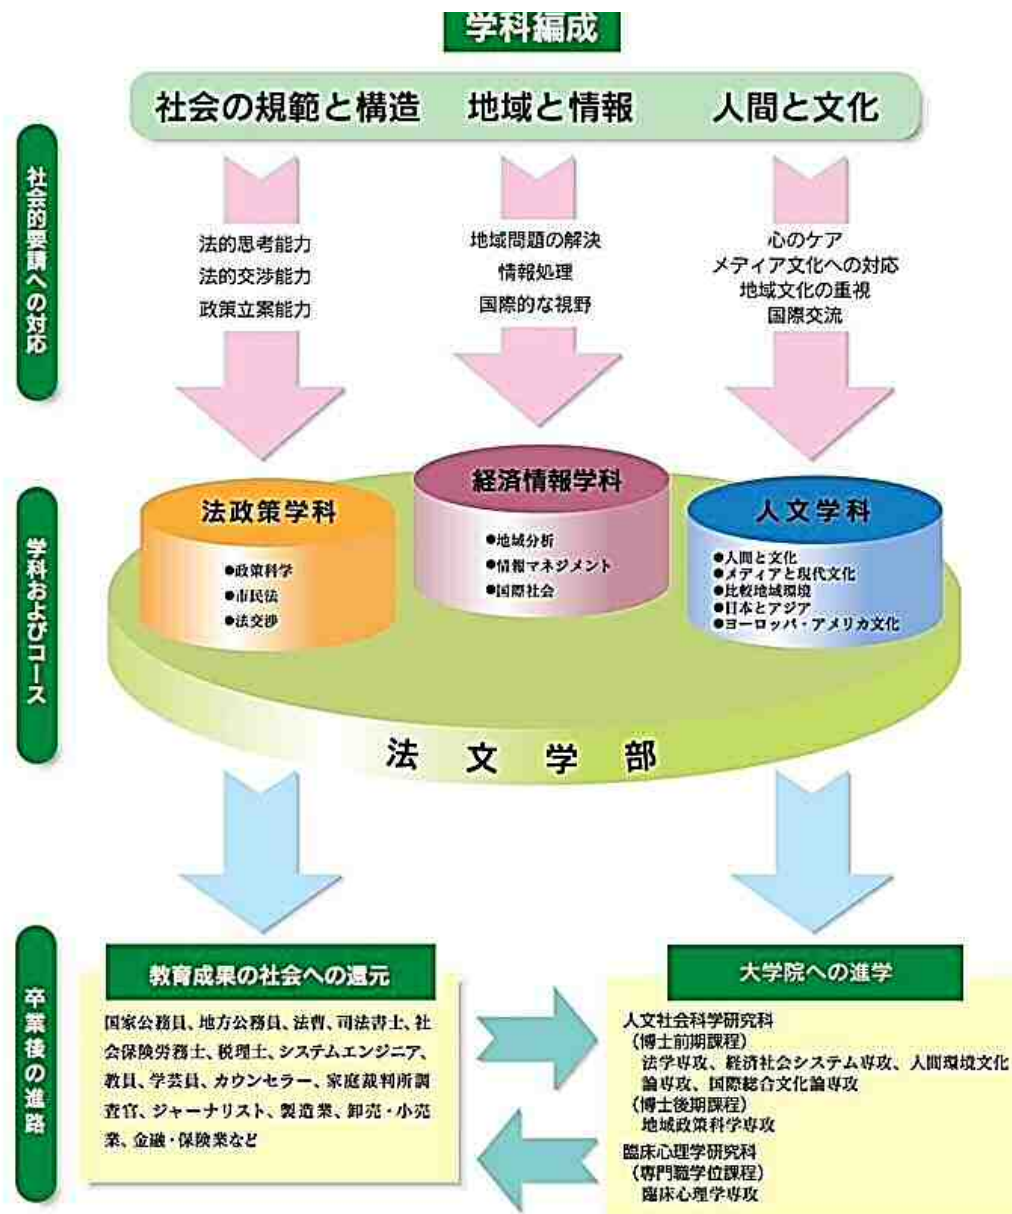 学科編成
社会の規範と構造
地域と情報
人間と文化
社会的要請への対応
法的思考能力
法的交渉能力
政策立案能力
地域問題の解決
情報処理
国際的な視野
心のケア
メディア文化への対応
地域文化の重視
国際交流
学科およびコース
法政策学科
●政策科学
●市民法
●法交渉
経済情報学科
●地域分析
●情報マネジメント
●国際社会
人文学科
●人間と文化
●メディアと現代文化
●比較地域環境
●日本とアジア
●ヨーロッパ・アメリカ文化
法文学部
卒業後の進路
教育成果の社会への還元
国家公務員、地方公務員、法曹、司法書士、社
会保険労務士、税理士、システムエンジニア、
教員、学芸員、カウンセラー、家庭裁判所調
査官、ジャーナリスト、製造業、卸売・小売
業、金融・保険業など
大学院への進学
人文社会科学研究科
(博士前期課程)
法学専攻、経済社会システム専攻、人間環境文化
論専攻、国際総合文化論専攻
(博士後期課程)
地域政策科学専攻
臨床心理学研究科
(専門職学位課程)
臨床心理学専攻